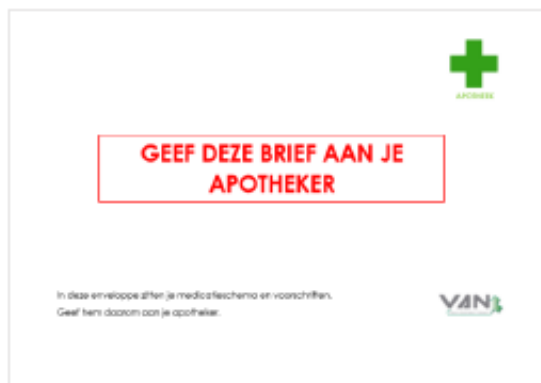 APOTHEEK
GEEF DEZE BRIEF AAN JE
APOTHEKER
In deze enveloppe zitten je medicatieschema en voorschriften.
Geef hem daarom aan je apotheker.
VAN